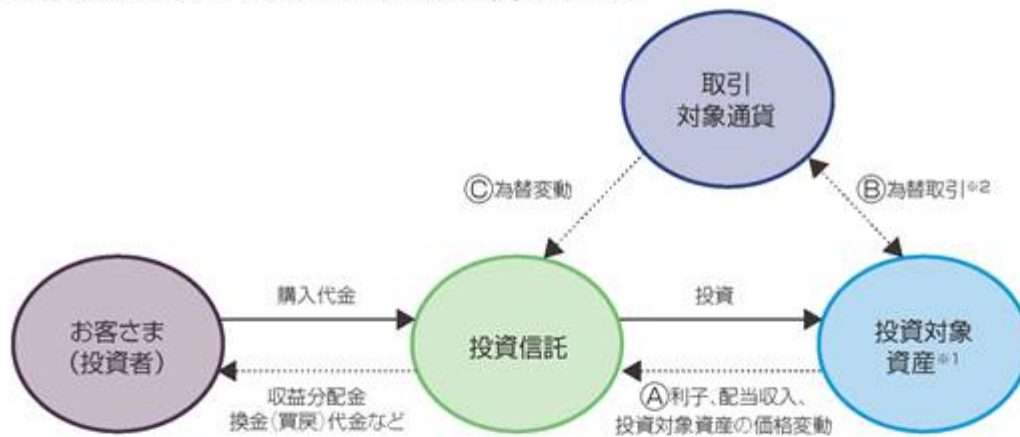 取引
対象通貨
Ⓒ為替変動
Ⓑ為替取引※2
お客さま
(投資者)
購入代金
投資信託
投資
投資対象
資産※1
収益分配金
換金(買戻)代金など
Ⓐ利子、配当収入、
投資対象資産の価格変動